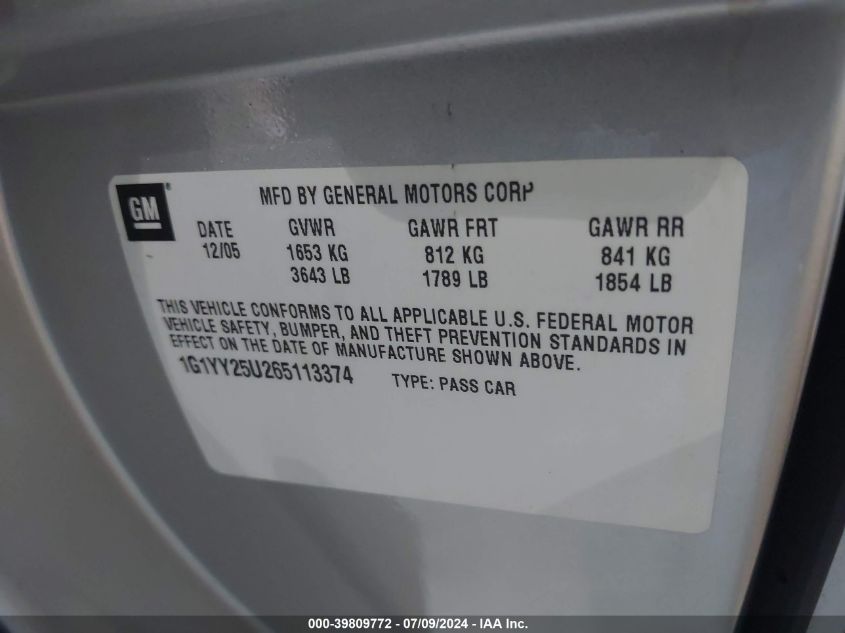 GM®
MFD BY GENERAL MOTORS CORP
DATE GVWR GAWR FRT GAWR RR
12/05 1653 KG 812 KG 841 KG
3643 LB 1789 LB 1854 LB
THIS VEHICLE CONFORMS TO ALL APPLICABLE U.S. FEDERAL MOTOR
VEHICLE SAFETY, BUMPER, AND THEFT PREVENTION STANDARDS IN
EFFECT ON THE DATE OF MANUFACTURE SHOWN ABOVE.
1G1YY25U265113374 TYPE: PASS CAR
000-39809772 - 07/09/2024 - IAA Inc.